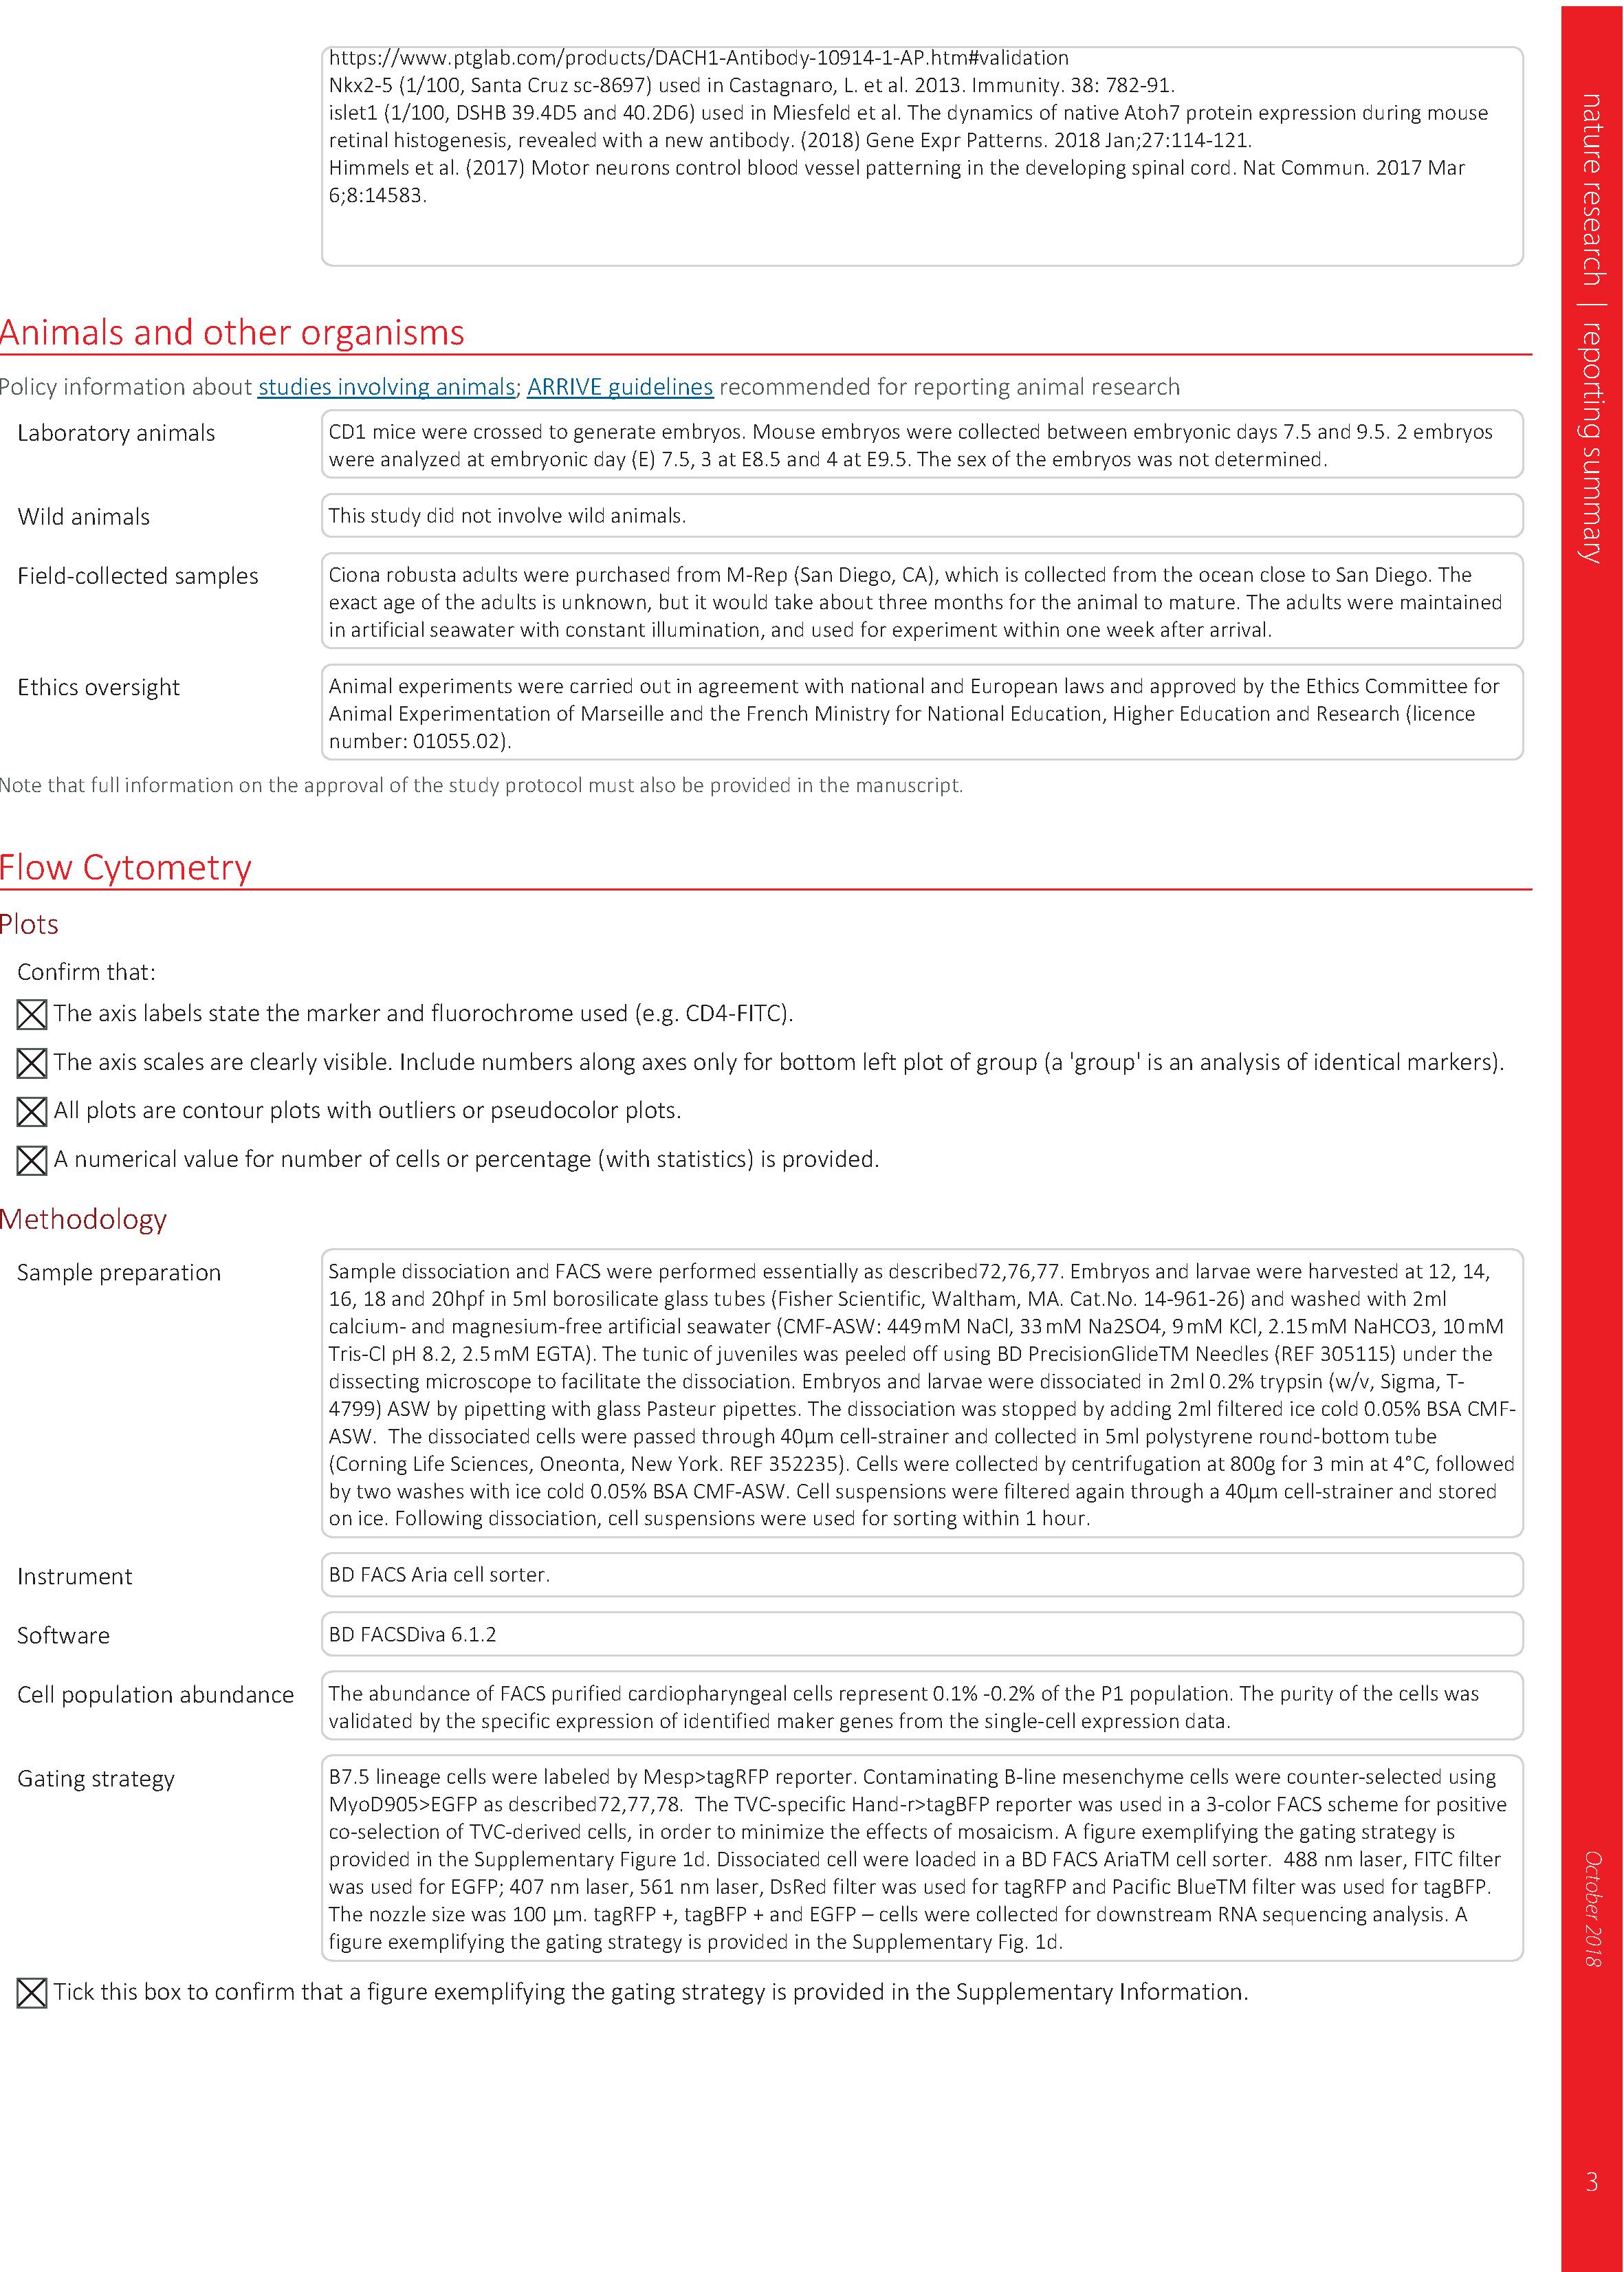 https://www.ptglab.com/products/DACH1-Antibody-10914-1-AP.htm#validation
Nkx2-5 (1/100, Santa Cruz sc-8697) used in Castagnaro, L. et al. 2013. Immunity. 38: 782-91.
islet1 (1/100, DSHB 39.4D5 and 40.2D6) used in Miesfeld et al. The dynamics of native Atoh7 protein expression during mouse
retinal histogenesis, revealed with a new antibody. (2018) Gene Expr Patterns. 2018 Jan;27:114-121.
Himmels et al. (2017) Motor neurons control blood vessel patterning in the developing spinal cord. Nat Commun. 2017 Mar
6;8:14583.
Animals and other organisms
Policy information about studies involving animals; ARRIVE guidelines recommended for reporting animal research
Laboratory animals
CD1 mice were crossed to generate embryos. Mouse embryos were collected between embryonic days 7.5 and 9.5. 2 embryos
were analyzed at embryonic day (E) 7.5, 3 at E8.5 and 4 at E9.5. The sex of the embryos was not determined.
Wild animals
This study did not involve wild animals.
Field-collected samples
Ciona robusta adults were purchased from M-Rep (San Diego, CA), which is collected from the ocean close to San Diego. The
exact age of the adults is unknown, but it would take about three months for the animal to mature. The adults were maintained
in artificial seawater with constant illumination, and used for experiment within one week after arrival.
Ethics oversight
Animal experiments were carried out in agreement with national and European laws and approved by the Ethics Committee for
Animal Experimentation of Marseille and the French Ministry for National Education, Higher Education and Research (licence
number: 01055.02).
Note that full information on the approval of the study protocol must also be provided in the manuscript.
Flow Cytometry
Plots
Confirm that:
The axis labels state the marker and fluorochrome used (e.g. CD4-FITC).
The axis scales are clearly visible. Include numbers along axes only for bottom left plot of group (a 'group' is an analysis of identical markers).
All plots are contour plots with outliers or pseudocolor plots.
A numerical value for number of cells or percentage (with statistics) is provided.
Methodology
Sample preparation
Sample dissociation and FACS were performed essentially as described72,76,77. Embryos and larvae were harvested at 12, 14,
16, 18 and 20hpf in 5ml borosilicate glass tubes (Fisher Scientific, Waltham, MA. Cat.No. 14-961-26) and washed with 2ml
calcium- and magnesium-free artificial seawater (CMF-ASW: 449 mM NaCl, 33 mM Na2SO4, 9 mM KCl, 2.15 mM NaHCO3, 10 mM
Tris-Cl pH 8.2, 2.5 mM EGTA). The tunic of juveniles was peeled off using BD PrecisionGlideTM Needles (REF 305115) under the
dissecting microscope to facilitate the dissociation. Embryos and larvae were dissociated in 2ml 0.2% trypsin (w/v, Sigma, T-
4799) ASW by pipetting with glass Pasteur pipettes. The dissociation was stopped by adding 2ml filtered ice cold 0.05% BSA CMF-
ASW.  The dissociated cells were passed through 40μm cell-strainer and collected in 5ml polystyrene round-bottom tube
(Corning Life Sciences, Oneonta, New York. REF 352235). Cells were collected by centrifugation at 800g for 3 min at 4°C, followed
by two washes with ice cold 0.05% BSA CMF-ASW. Cell suspensions were filtered again through a 40μm cell-strainer and stored
on ice. Following dissociation, cell suspensions were used for sorting within 1 hour.
Instrument
BD FACS Aria cell sorter.
Software
BD FACSDiva 6.1.2
Cell population abundance
The abundance of FACS purified cardiopharyngeal cells represent 0.1% -0.2% of the P1 population. The purity of the cells was
validated by the specific expression of identified maker genes from the single-cell expression data.
Gating strategy
B7.5 lineage cells were labeled by Mesp>tagRFP reporter. Contaminating B-line mesenchyme cells were counter-selected using
MyoD905>EGFP as described72,77,78.  The TVC-specific Hand-r>tagBFP reporter was used in a 3-color FACS scheme for positive
co-selection of TVC-derived cells, in order to minimize the effects of mosaicism. A figure exemplifying the gating strategy is
provided in the Supplementary Figure 1d. Dissociated cell were loaded in a BD FACS AriaTM cell sorter.  488 nm laser, FITC filter
was used for EGFP; 407 nm laser, 561 nm laser, DsRed filter was used for tagRFP and Pacific BlueTM filter was used for tagBFP.
The nozzle size was 100 μm. tagRFP +, tagBFP + and EGFP – cells were collected for downstream RNA sequencing analysis. A
figure exemplifying the gating strategy is provided in the Supplementary Fig. 1d.
Tick this box to confirm that a figure exemplifying the gating strategy is provided in the Supplementary Information.
nature research | reporting summary
October 2018
3